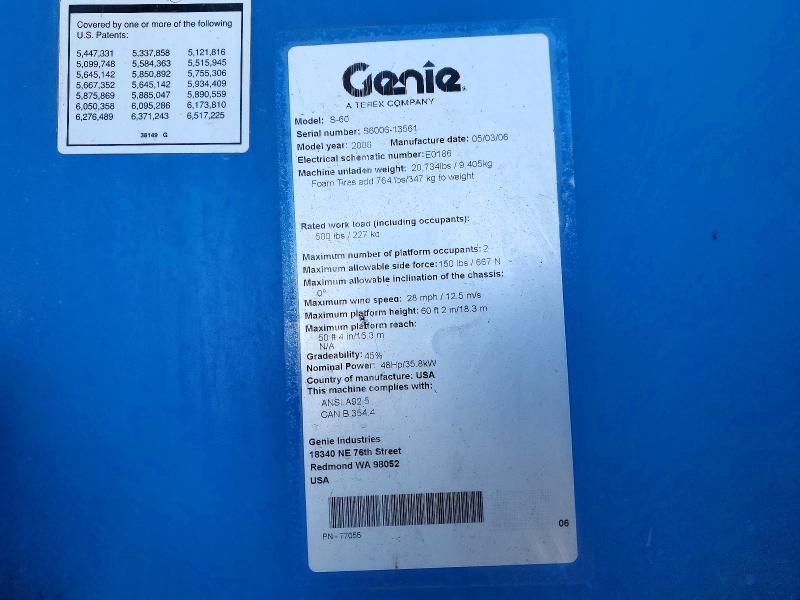 Covered by one or more of the following
U.S. Patents:
5,447,331 5,337,858 5,121,816
5,099,748 5,584,363 5,515,945
5,645,142 5,850,892 5,755,306
5,667,352 5,645,142 5,934,409
5,875,869 5,885,047 5,890,559
6,050,358 6,095,286 6,173,810
6,276,489 6,371,243 6,517,225
38149 G
Genie
A TEREX COMPANY
Model: S-60
Serial number: S6006-13561
Model year: 2006 Manufacture date: 05/03/06
Electrical schematic number: E0186
Machine unladen weight: 20,734lbs / 9,405kg
Foam Tires add 764 lbs/347 kg to weight
Rated work load (including occupants):
500 lbs / 227 kg
Maximum number of platform occupants: 2
Maximum allowable side force: 150 lbs / 667 N
Maximum allowable inclination of the chassis:
0°
Maximum wind speed: 28 mph / 12.5 m/s
Maximum platform height: 60 ft 2 in/18.3 m
Maximum platform reach:
50 ft 4 in/15.3 m
N/A
Gradeability: 45%
Nominal Power: 48Hp/35.8kW
Country of manufacture: USA
This machine complies with:
ANSI A92.5
CAN B.354.4
Genie Industries
18340 NE 76th Street
Redmond WA 98052
USA
06
PN - 77055